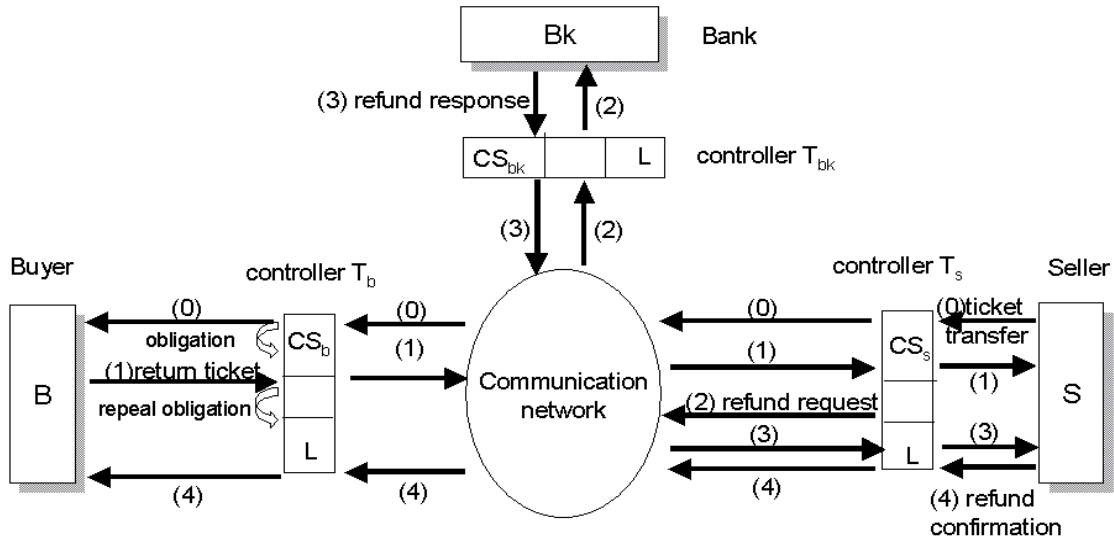 Bk
Bank
(3) refund response
(2)
CSbk
L
controller Tbk
(3)
(2)
Buyer
controller Tb
controller Ts
Seller
(0)
(0)
(0)
(0)ticket
transfer
obligation
CSb
(1)
(1)
CSs
(1)return ticket
(1)
B
repeal obligation
Communication
network
(2) refund request
S
(3)
(3)
L
L
(4)
(4)
(4)
(4) refund
confirmation